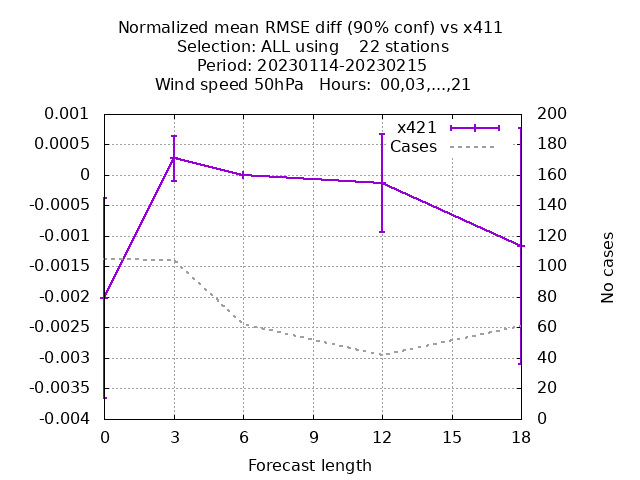 Normalized mean RMSE diff (90% conf) vs x411
Selection: ALL using    22 stations
Period: 20230114-20230215
Wind speed 50hPa   Hours: 00,03,...,21
x421
Cases
0.001
0.0005
0
-0.0005
-0.001
-0.0015
-0.002
-0.0025
-0.003
-0.0035
-0.004
200
180
160
140
120
100
80
60
40
20
0
No cases
0 3 6 9 12 15 18
Forecast length